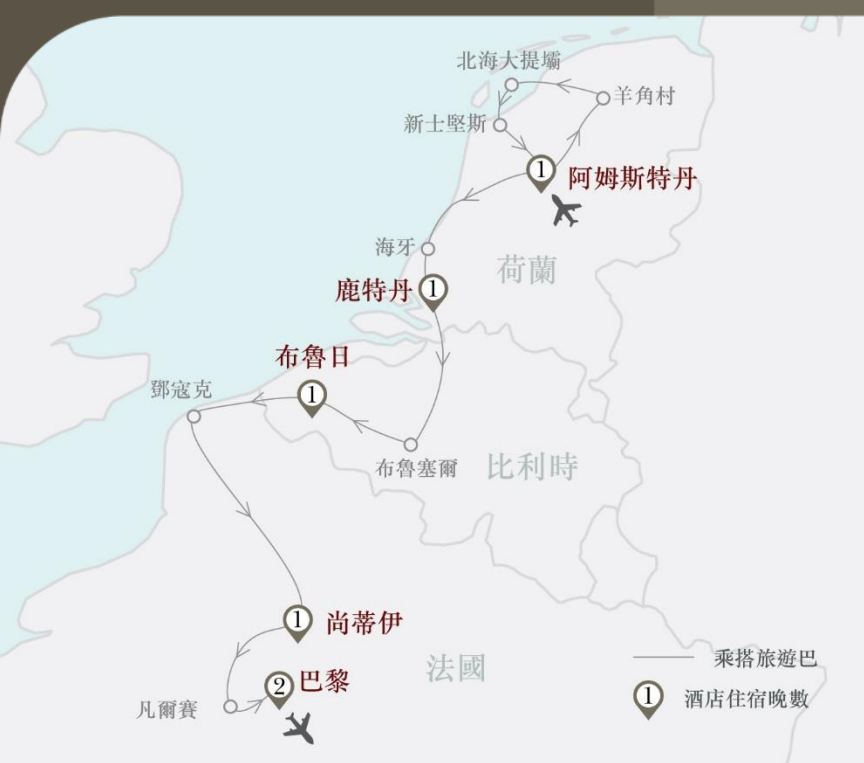 北海大提壩
羊角村
新士堅斯
1
阿姆斯特丹
海牙
荷蘭
鹿特丹
1
布魯日
鄧寇克
1
布魯塞爾
比利時
1
尚蒂伊
法國
乘搭旅遊巴
2
巴黎
1
酒店住宿晚數
凡爾賽